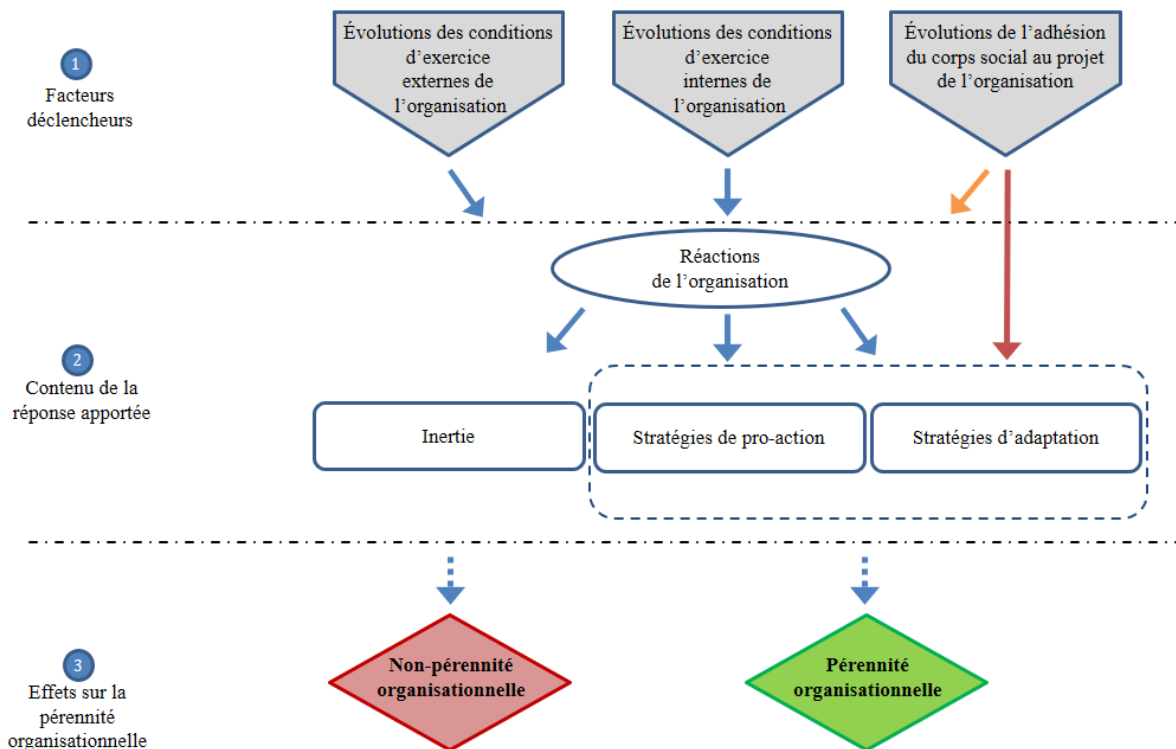 Évolutions des conditions
d’exercice
externes de
l’organisation
Évolutions des conditions
d’exercice
internes de
l’organisation
Évolutions de l’adhésion
du corps social au projet
de l’organisation
1
Facteurs
déclencheurs
Réactions
de l’organisation
2
Contenu de la
réponse apportée
Inertie
Stratégies de pro-action
Stratégies d’adaptation
3
Effets sur la
pérennité
organisationnelle
Non-pérennité
organisationnelle
Pérennité
organisationnelle